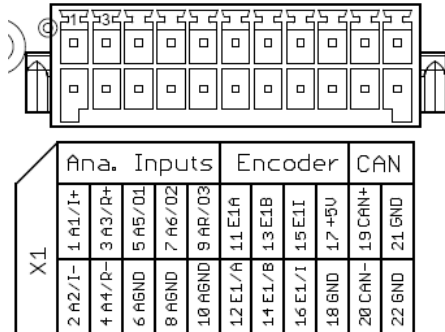 1 3
Ana. Inputs Encoder CAN
X1
1 A1/I+
3 A3/R+
5 A5/O1
7 A6/O2
9 AR/O3
11 E1A
13 E1B
15 E1I
17 +5V
19 CAN+
21 GND
2 A2/I-
4 A4/R-
6 AGND
8 AGND
10 AGND
12 E1/A
14 E1/B
16 E1/I
18 GND
20 CAN-
22 GND